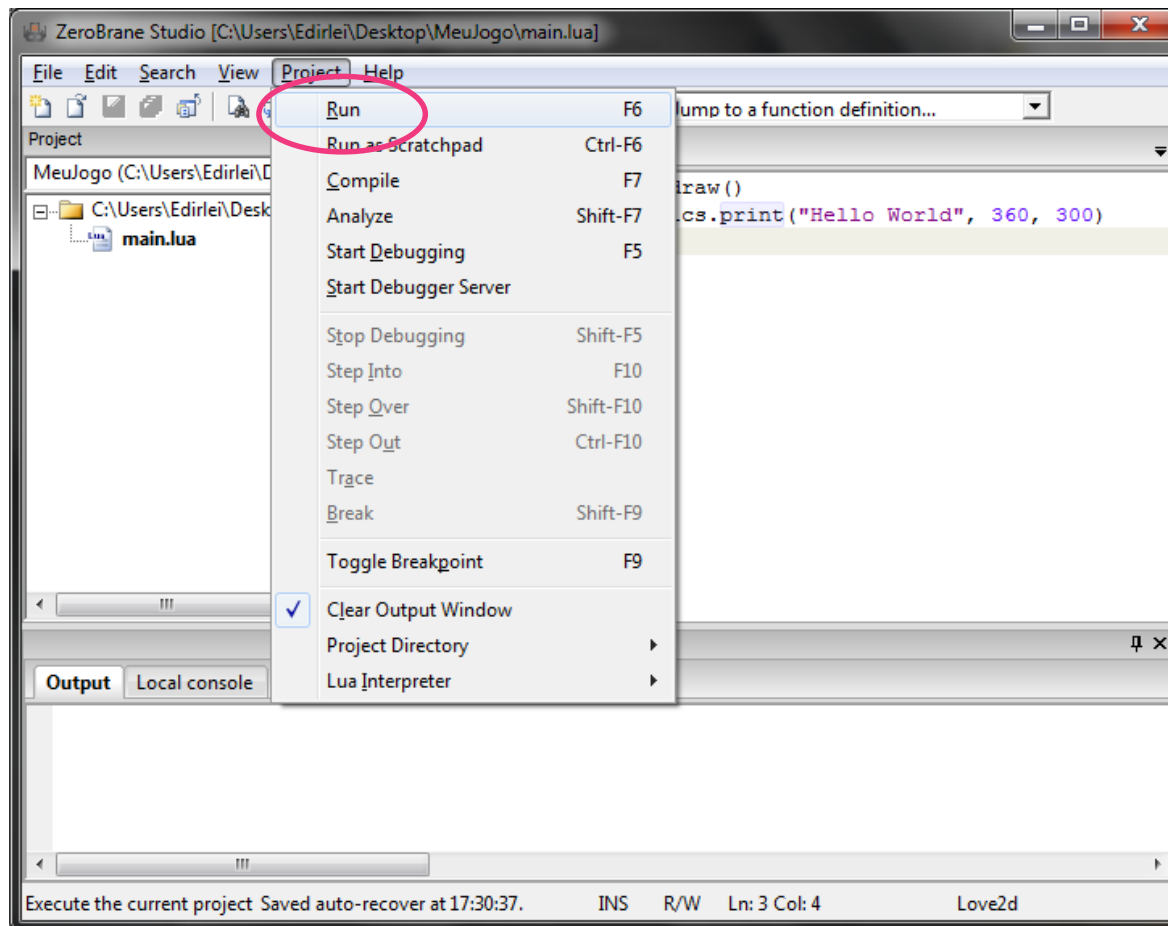 ZeroBrane Studio [C:\Users\Edirlei\Desktop\MeuJogo\main.lua]
File Edit Search View Project Help
Jump to a function definition...
Project
MeuJogo (C:\Users\Edirlei\D
C:\Users\Edirlei\Desk
main.lua
Run F6
Run as Scratchpad Ctrl-F6
Compile F7
Analyze Shift-F7
Start Debugging F5
Start Debugger Server
Stop Debugging Shift-F5
Step Into F10
Step Over Shift-F10
Step Out Ctrl-F10
Trace
Break Shift-F9
Toggle Breakpoint F9
Clear Output Window
Project Directory
Lua Interpreter
draw()
cs.print("Hello World", 360, 300)
Output Local console
Execute the current project Saved auto-recover at 17:30:37. INS R/W Ln: 3 Col: 4 Love2d